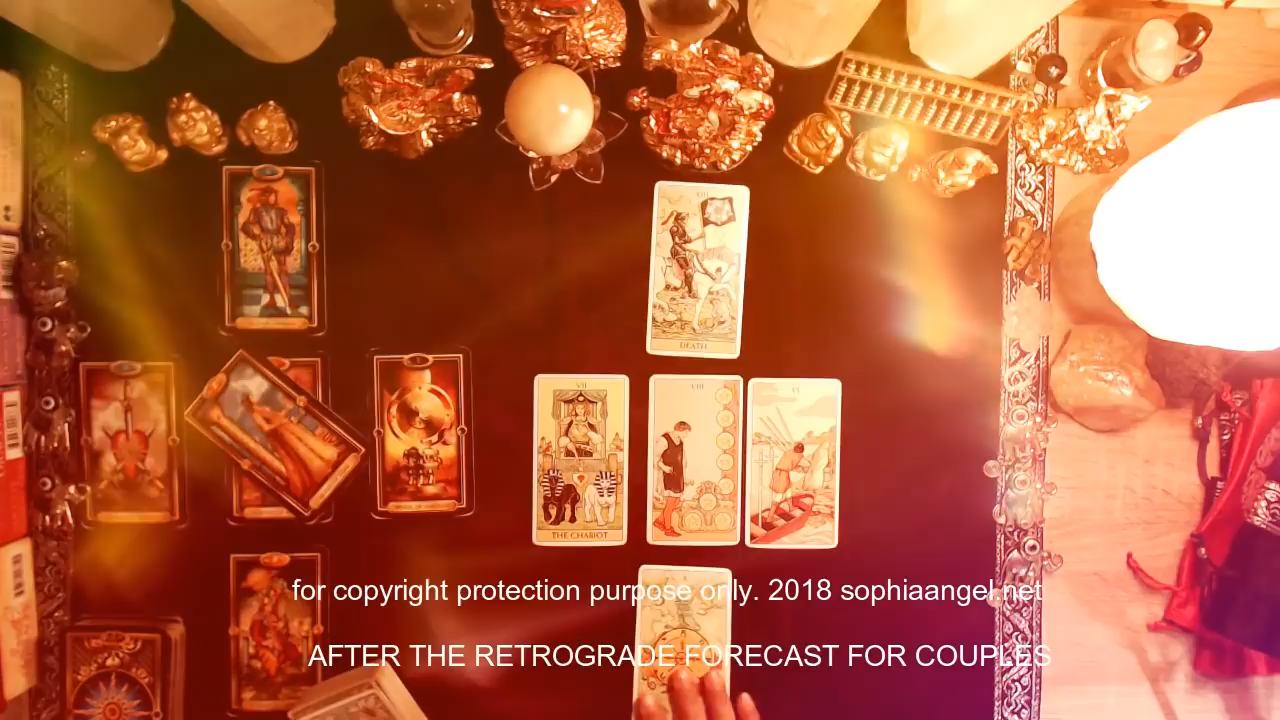 XIII
DEATH
VII
VIII
VI
THE CHARIOT
for copyright protection purpose only. 2018 sophiaangel.net
AFTER THE RETROGRADE FORECAST FOR COUPLES